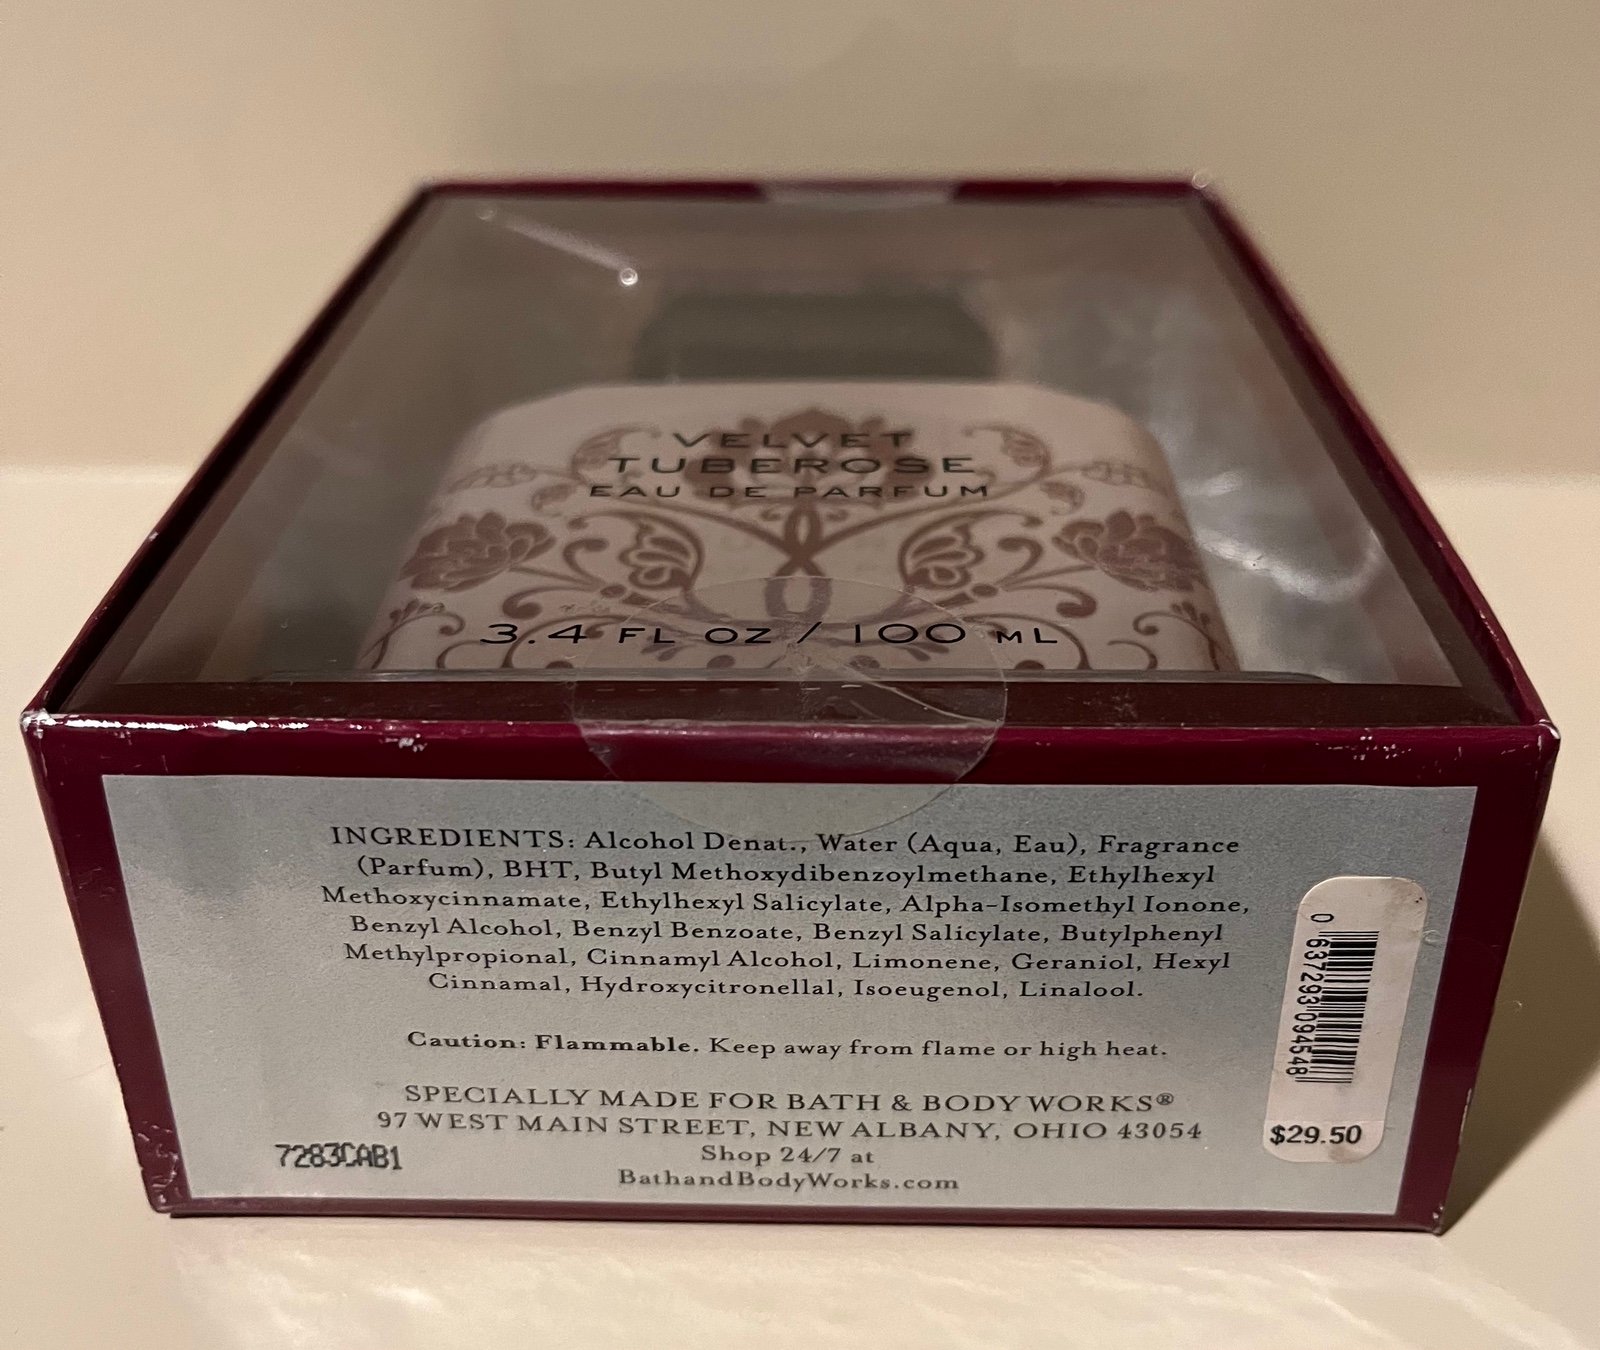 VELVET
TUBEROSE
EAU DE PARFUM
3.4 FL OZ / 100 ML
INGREDIENTS: Alcohol Denat., Water (Aqua, Eau), Fragrance
(Parfum), BHT, Butyl Methoxydibenzoylmethane, Ethylhexyl
Methoxycinnamate, Ethylhexyl Salicylate, Alpha-Isomethyl Ionone,
Benzyl Alcohol, Benzyl Benzoate, Benzyl Salicylate, Butylphenyl
Methylpropional, Cinnamyl Alcohol, Limonene, Geraniol, Hexyl
Cinnamal, Hydroxycitronellal, Isoeugenol, Linalool.
Caution: Flammable. Keep away from flame or high heat.
SPECIALLY MADE FOR BATH & BODY WORKS®
97 WEST MAIN STREET, NEW ALBANY, OHIO 43054
Shop 24/7 at
BathandBodyWorks.com
7283CAB1
0 63729309454 8
$29.50